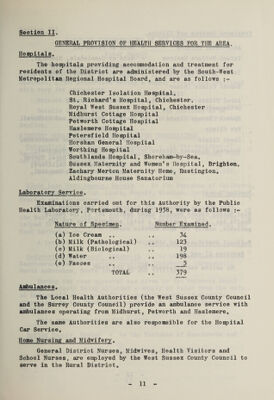 Section II.
GENERAL PROVISION OF HEALTH SERVICES FOR THE AREA.
Hospitals.
The hospitals providing accommodation and treatment for
residents of the District are administered by the South-West
Metropolitan Regional Hospital Board, and are as follows :-
Chichester Isolation Hospital,
St. Richard's Hospital, Chichester.
Royal West Sussex Hospital, Chichester
Midhurst Cottage Hospital
Petworth Cottage Hospital
Haslemere Hospital
Petersfield Hospital
Horsham General Hospital
Worthing Hospital
Southlands Hospital, Shoreham-by-Sea,
Sussex Maternity and Women's Hospital, Brighton,
Zachary Merton Maternity Home, Rustington,
Aldingbourne House Sanatorium
Laboratory Service.
Examinations carried out for this Authority by the Public
Health Laboratory, Portsmouth, during 1958, were as follows :-
Nature of Specimen. Number Examined.
(a) Ice Cream .. .. 34
(b) Milk (Pathological) .. 123
(c) Milk (Biological) .. 19
(d) Water .. .. 198
(e) Faeces .. .. 5
TOTAL .. 379
Ambulances.
The Local Health Authorities (the West Sussex County Council
and the Surrey County Council) provide an ambulance service with
ambulances operating from Midhurst, Petworth and Haslemere,
The same Authorities are also responsible for the Hospital
Car Service,
Home Nursing and Midwifery.
General District Nurses, Midwives, Health Visitors and
School Nurses, are employed by the West Sussex County Council to
serve in the Rural District,
- 11 -